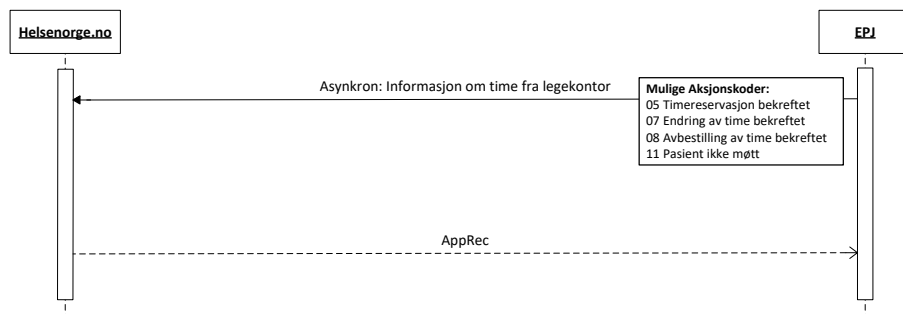 Helsenorge.no
EPJ
Asynkron: Informasjon om time fra legekontor
Mulige Aksjonskoder:
05 Timereservasjon bekreftet
07 Endring av time bekreftet
08 Avbestilling av time bekreftet
11 Pasient ikke møtt
AppRec